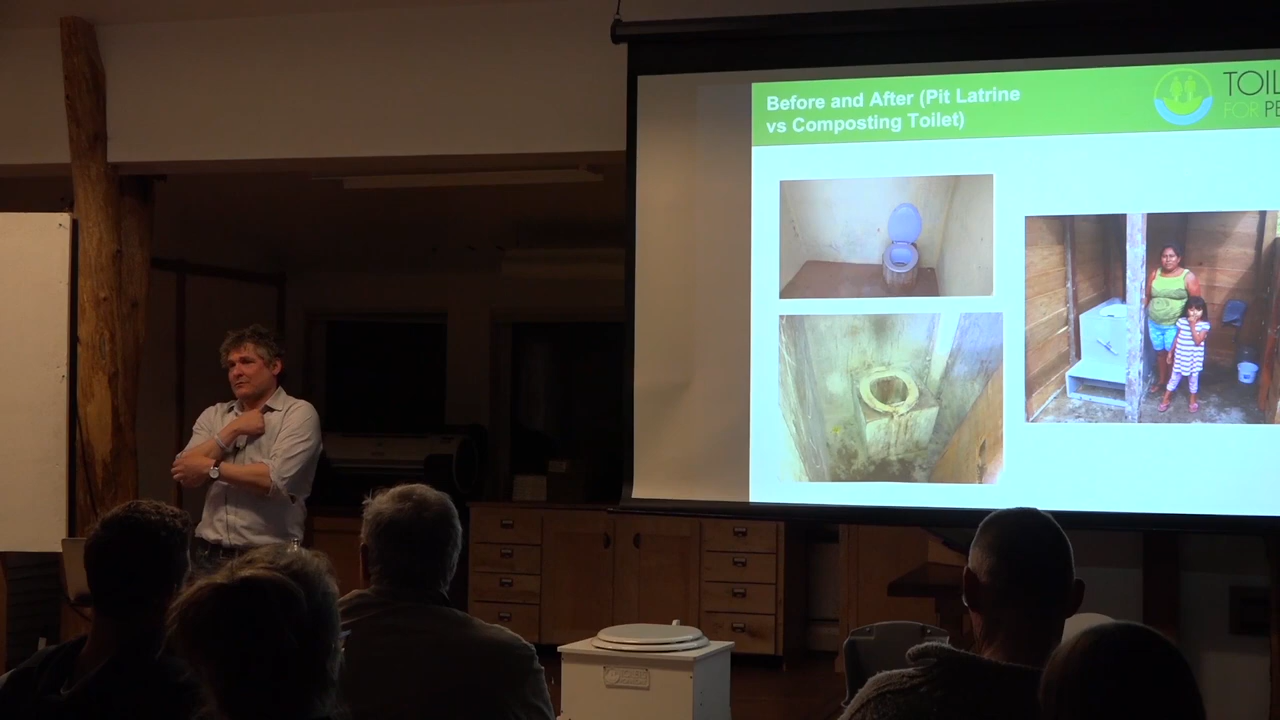 Before and After (Pit Latrine
vs Composting Toilet)
TOIL
FOR PE